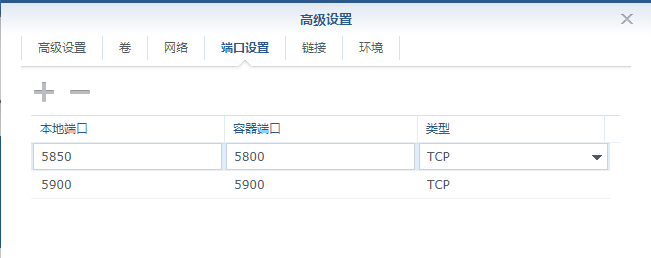 高级设置
高级设置 卷 网络 端口设置 链接 环境
本地端口 容器端口 类型
5850 5800 TCP
5900 5900 TCP